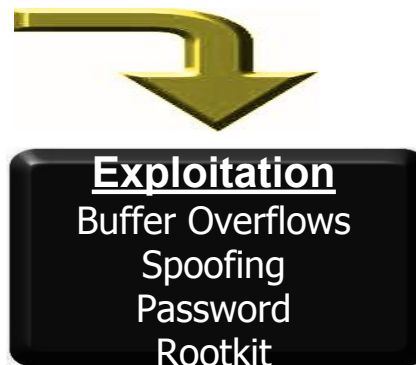 Exploitation
Buffer Overflows
Spoofing
Password
Rootkit